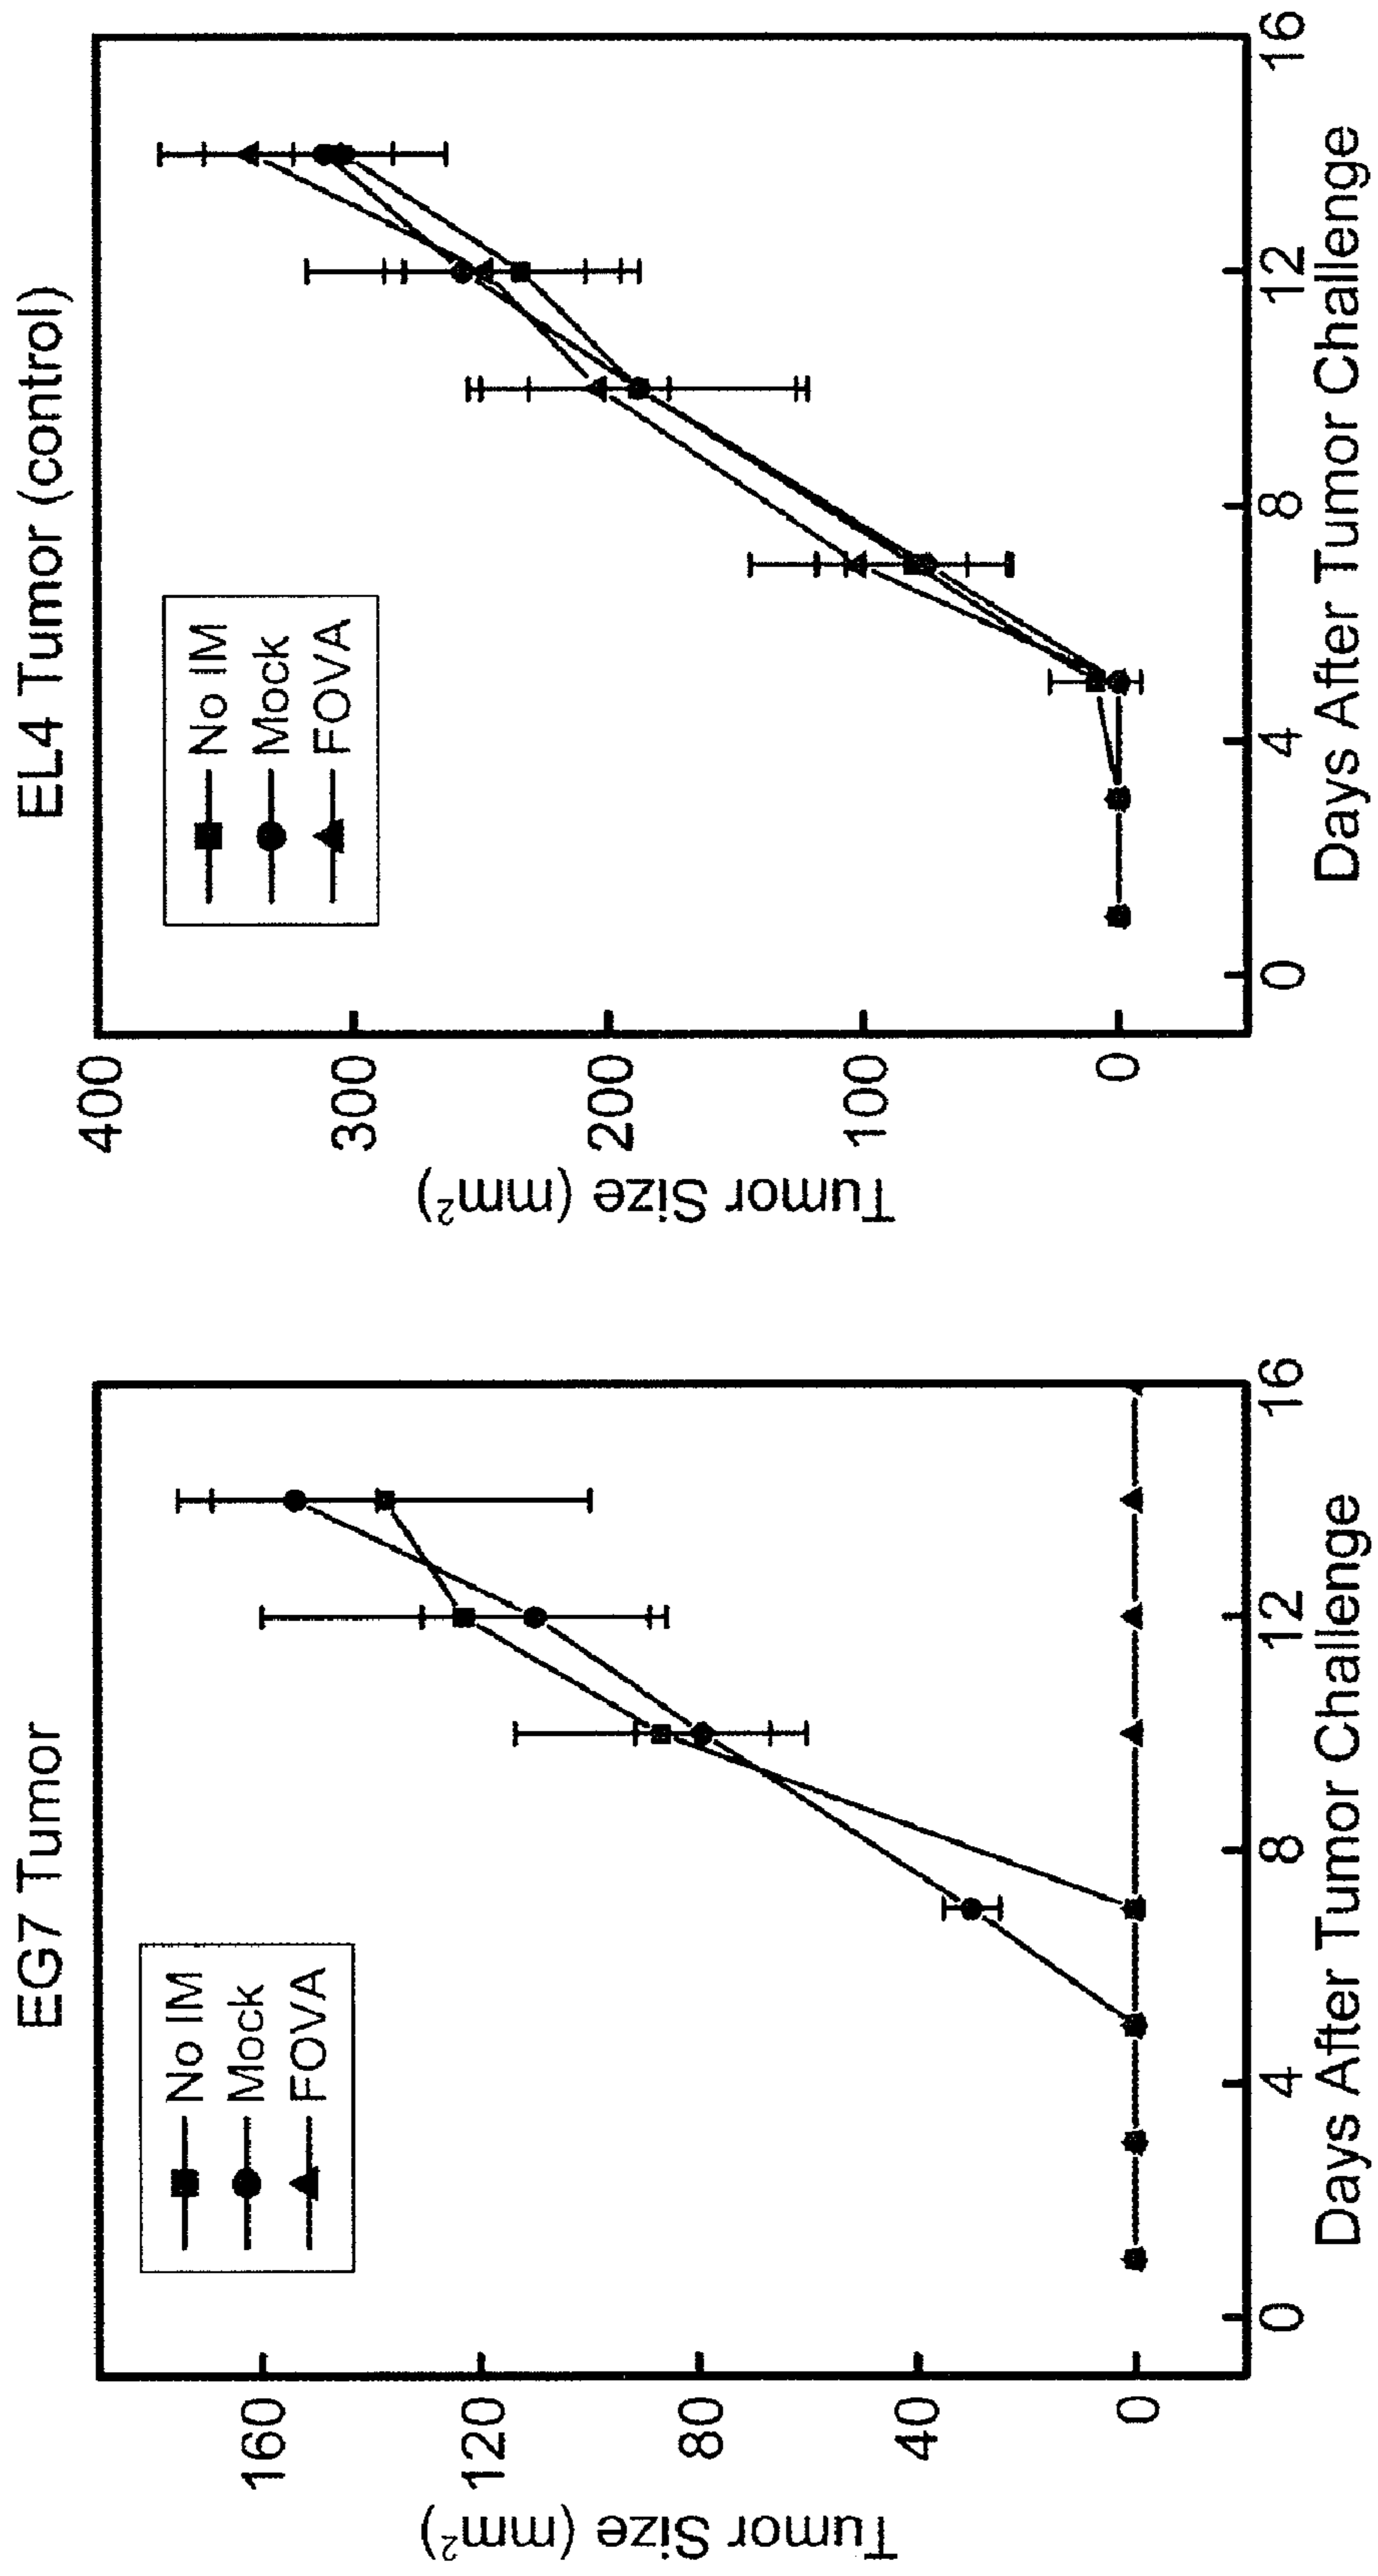 EG7 Tumor
No IM
Mock
FOVA
160
120
80
40
0
Tumor Size (mm²)
0 4 8 12 16
Days After Tumor Challenge
EL4 Tumor (control)
No IM
Mock
FOVA
400
300
200
100
0
Tumor Size (mm²)
0 4 8 12 16
Days After Tumor Challenge